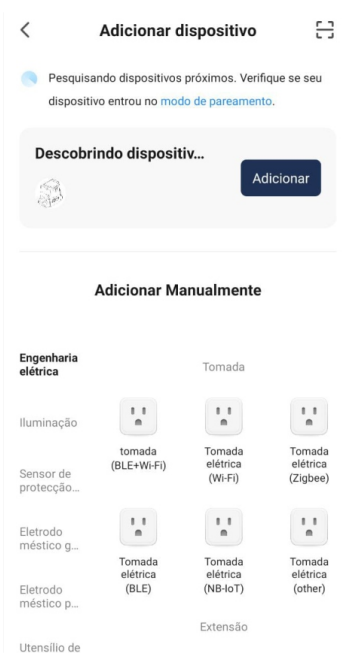 Adicionar dispositivo
Pesquisando dispositivos próximos. Verifique se seu
dispositivo entrou no modo de pareamento.
Descobrindo dispositiv...
Adicionar
Adicionar Manualmente
Engenharia
elétrica
Iluminação
Sensor de
protecção...
Eletrodo
méstico g...
Eletrodo
méstico p...
Utensílio de
Tomada
tomada
(BLE+Wi-Fi)
Tomada
elétrica
(Wi-Fi)
Tomada
elétrica
(Zigbee)
Tomada
elétrica
(BLE)
Tomada
elétrica
(NB-IoT)
Tomada
elétrica
(other)
Extensão